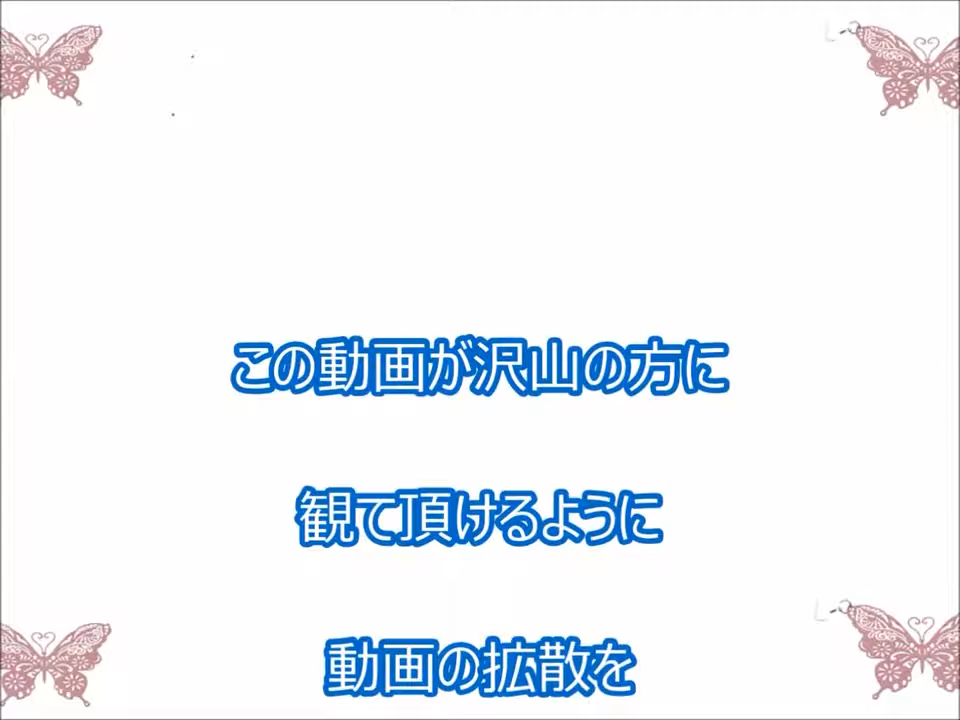 この動画が沢山の方に
観て頂けるように
動画の拡散を